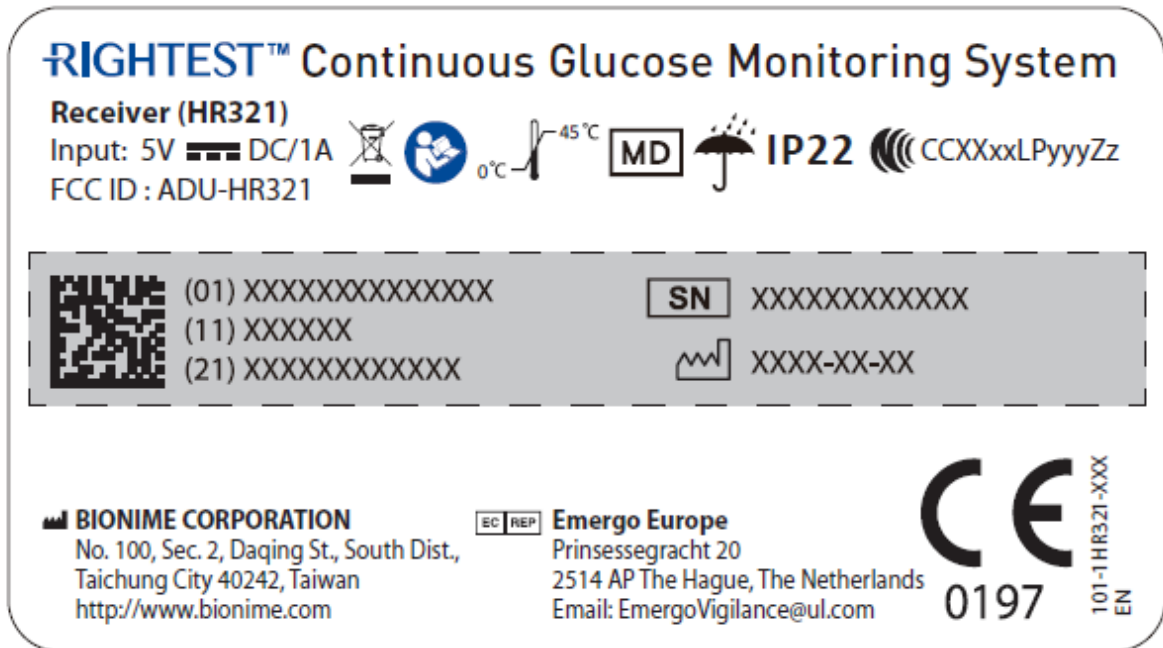 RIGHTEST™ Continuous Glucose Monitoring System
Receiver (HR321)
Input: 5V DC/1A
FCC ID : ADU-HR321
0℃ 45℃
MD
IP22
CCXXxxLPyyyZz
(01) XXXXXXXXXXXXXX
(11) XXXXXX
(21) XXXXXXXXXXXX
SN XXXXXXXXXXXX
XXXX-XX-XX
BIONIME CORPORATION
No. 100, Sec. 2, Daqing St., South Dist.,
Taichung City 40242, Taiwan
http://www.bionime.com
EC REP Emergo Europe
Prinsessegracht 20
2514 AP The Hague, The Netherlands
Email: EmergoVigilance@ul.com
CE
0197
101-1HR321-XXX
EN